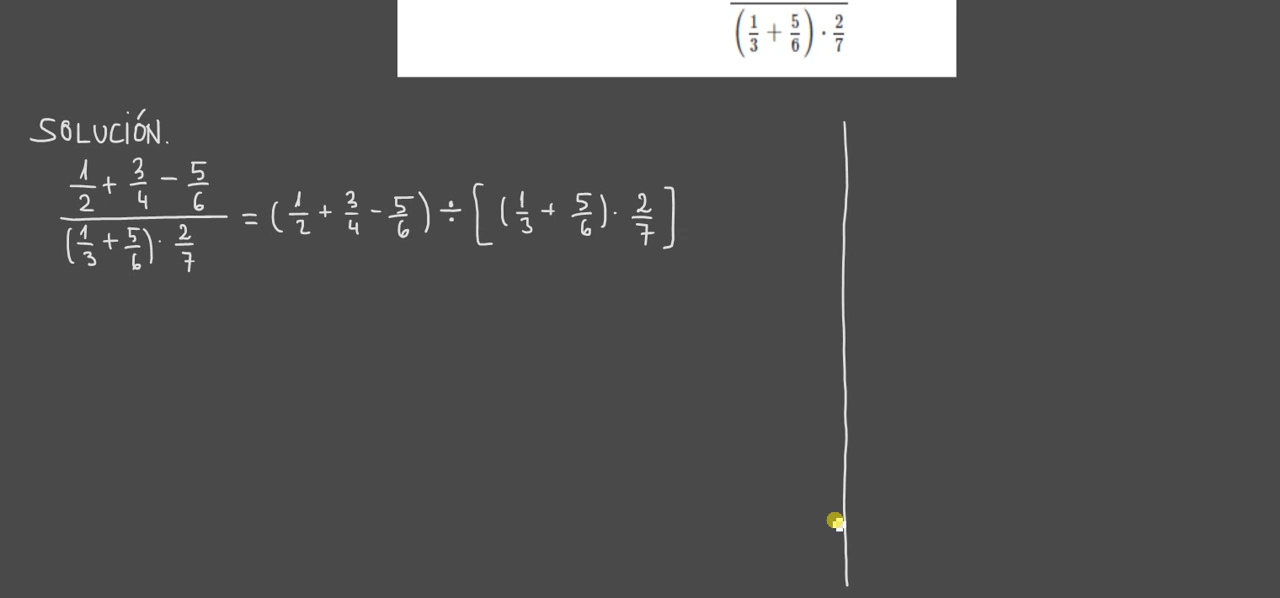 (1/3 + 5/6) · 2/7
SOLUCIÓN.
(1/2 + 3/4 - 5/6) / ((1/3 + 5/6) · 2/7) = (1/2 + 3/4 - 5/6) ÷ [(1/3 + 5/6) · 2/7]